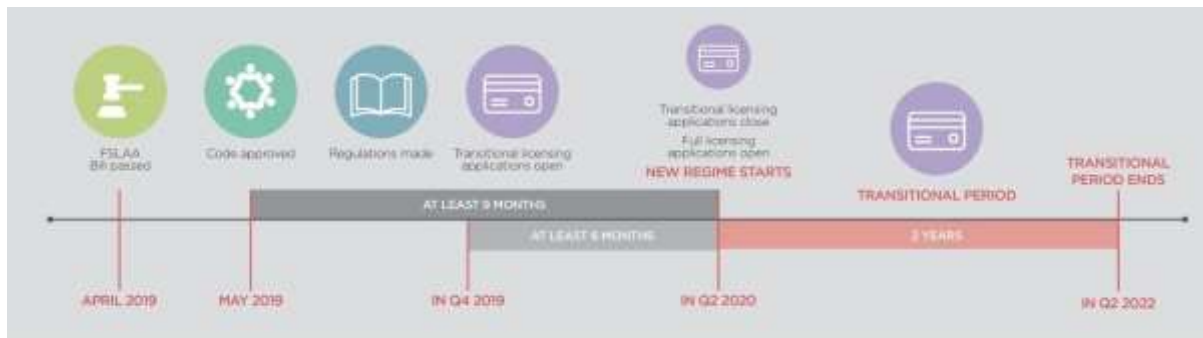 FSLAA
Bill passed
Code approved
Regulations made
Transitional licensing
applications open
Transitional licensing
applications close
Full licensing
applications open
NEW REGIME STARTS
TRANSITIONAL PERIOD
TRANSITIONAL
PERIOD ENDS
AT LEAST 9 MONTHS
AT LEAST 6 MONTHS
2 YEARS
APRIL 2019
MAY 2019
IN Q4 2019
IN Q2 2020
IN Q2 2022